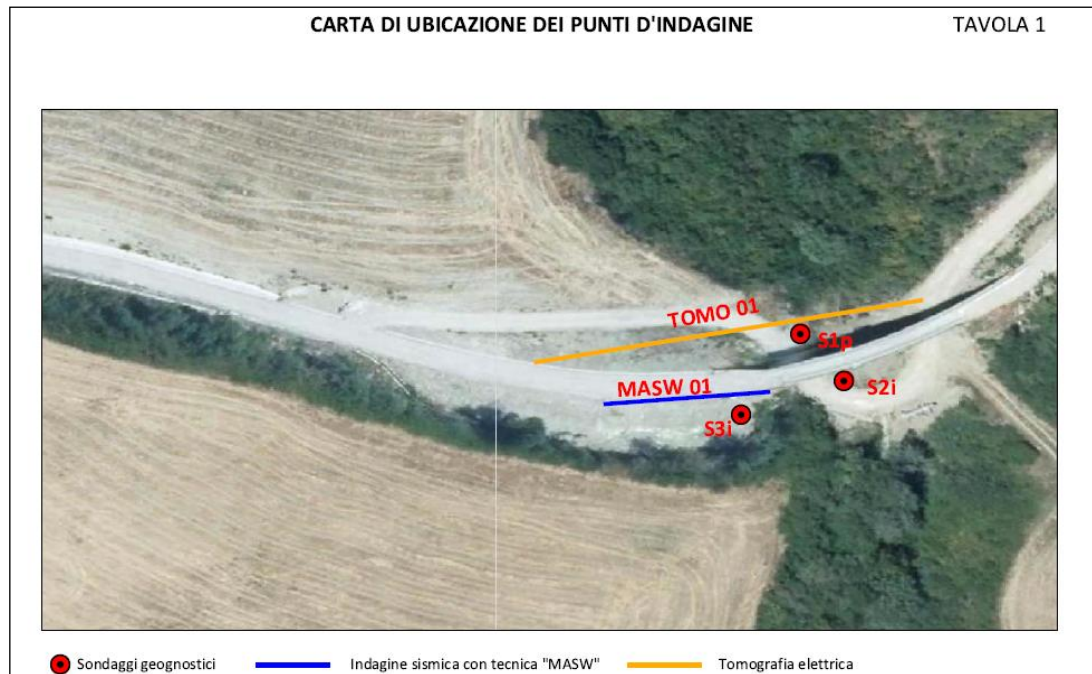 CARTA DI UBICAZIONE DEI PUNTI D'INDAGINE
TAVOLA 1
TOMO 01
S1p
MASW 01
S2i
S3i
Sondaggi geognostici
Indagine sismica con tecnica "MASW"
Tomografia elettrica